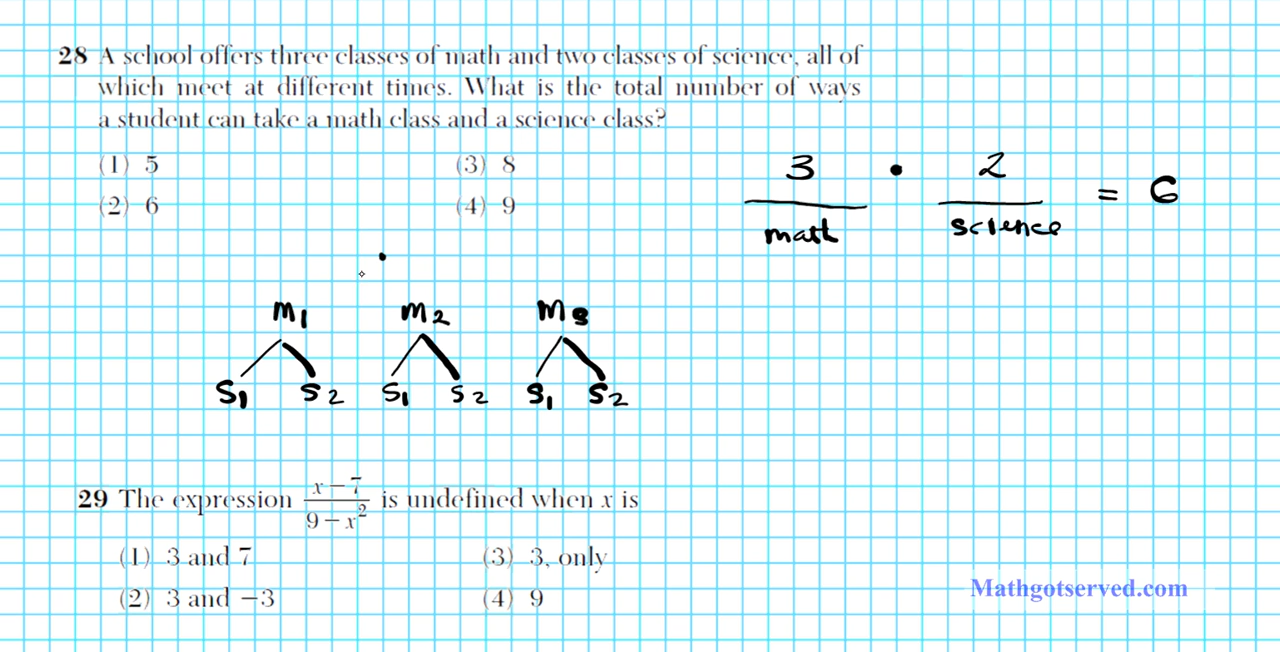 28 A school offers three classes of math and two classes of science, all of
which meet at different times. What is the total number of ways
a student can take a math class and a science class?
(1) 5 (3) 8
(2) 6 (4) 9
3 • 2 = 6
math science
m1 m2 m3
S1 S2 S1 S2 S1 S2
29 The expression (x − 7)/(9 − x²) is undefined when x is
(1) 3 and 7 (3) 3, only
(2) 3 and −3 (4) 9
Mathgotserved.com